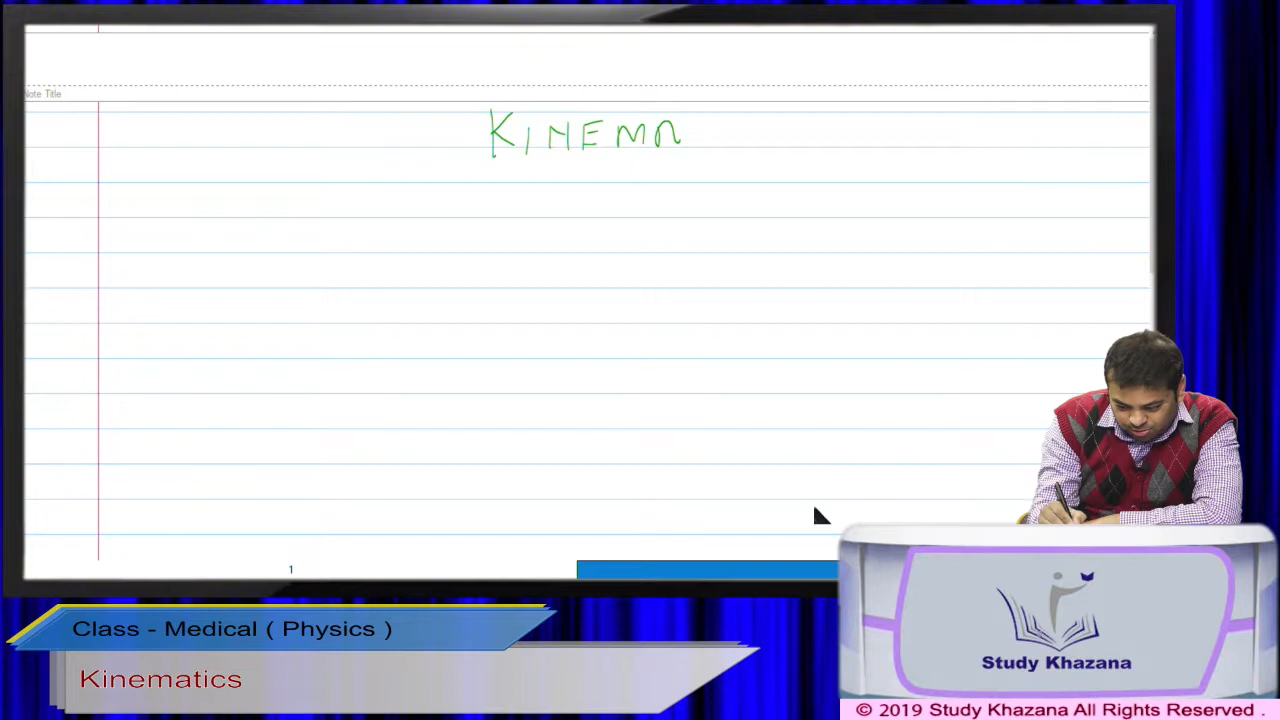 Note Title
KINEMA
1
Class - Medical ( Physics )
Kinematics
Study Khazana
© 2019 Study Khazana All Rights Reserved .